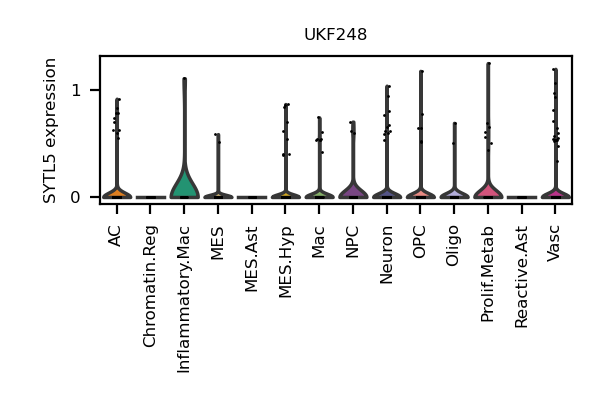 UKF248
SYTL5 expression
1
0
AC
Chromatin.Reg
Inflammatory.Mac
MES
MES.Ast
MES.Hyp
Mac
NPC
Neuron
OPC
Oligo
Prolif.Metab
Reactive.Ast
Vasc